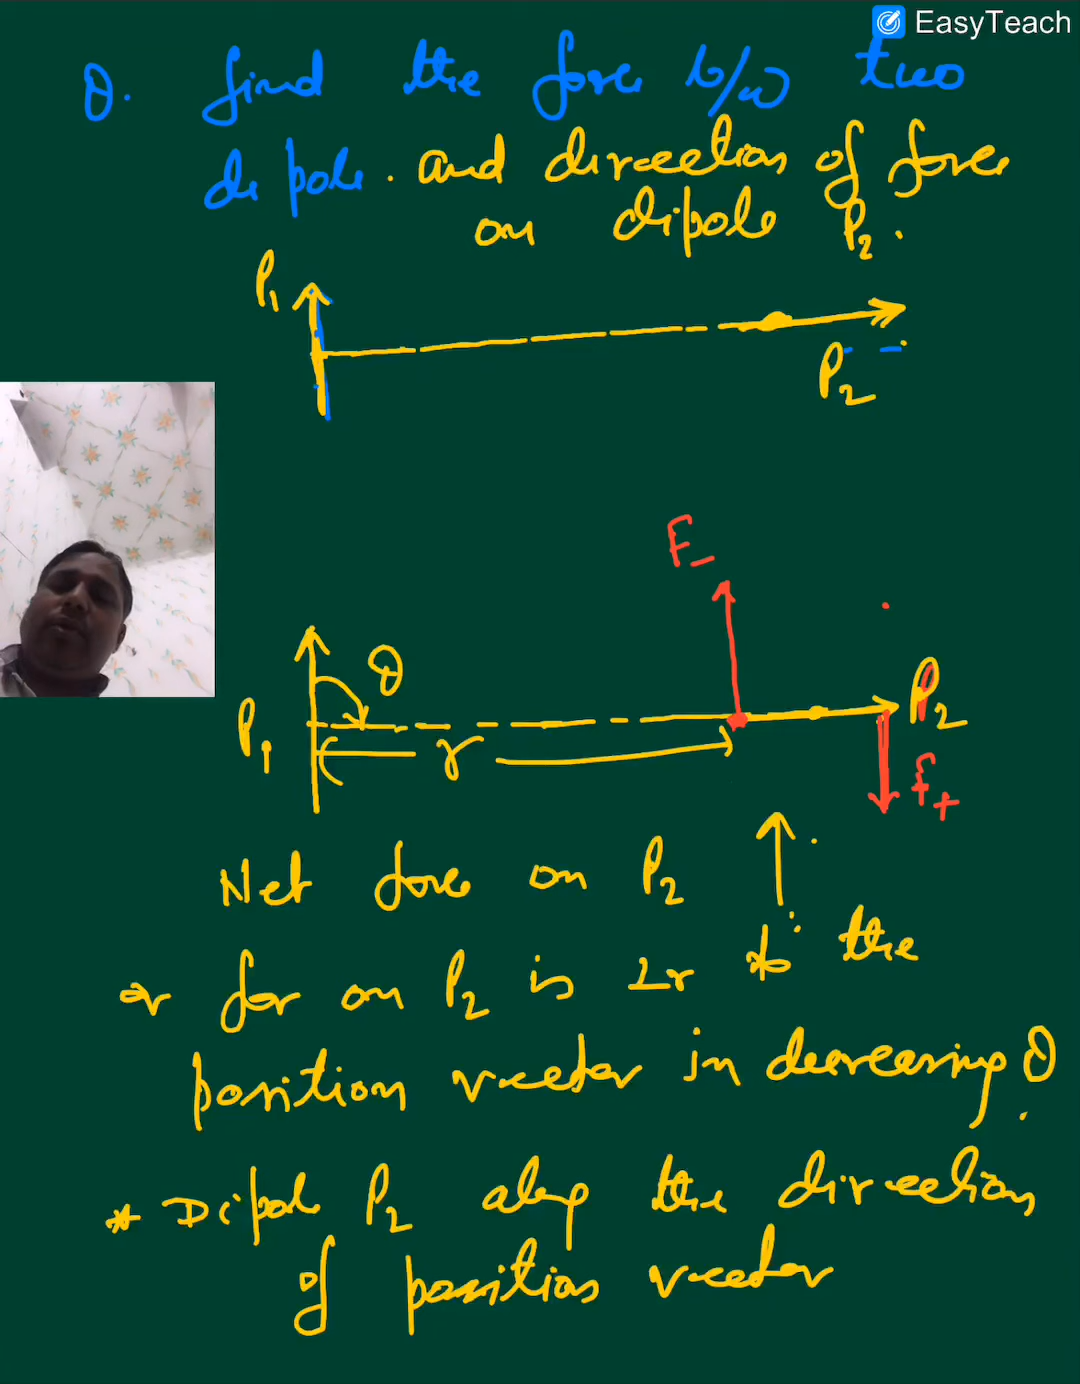 EasyTeach
Q. find the force b/w two
dipole. and direction of force
on dipole P₂.
P₁
P₂
F₋
θ
P₁
r
P₂
F₊
Net force on P₂ ↑
or for on P₂ is ⊥r to the
position vector in decreasing θ
* Dipole P₂ along the direction
of position vector